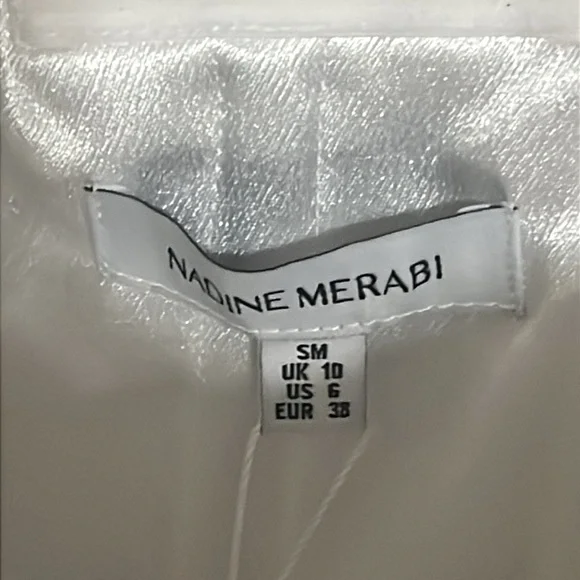 NADINE MERABI
SM
UK 10
US 6
EUR 38